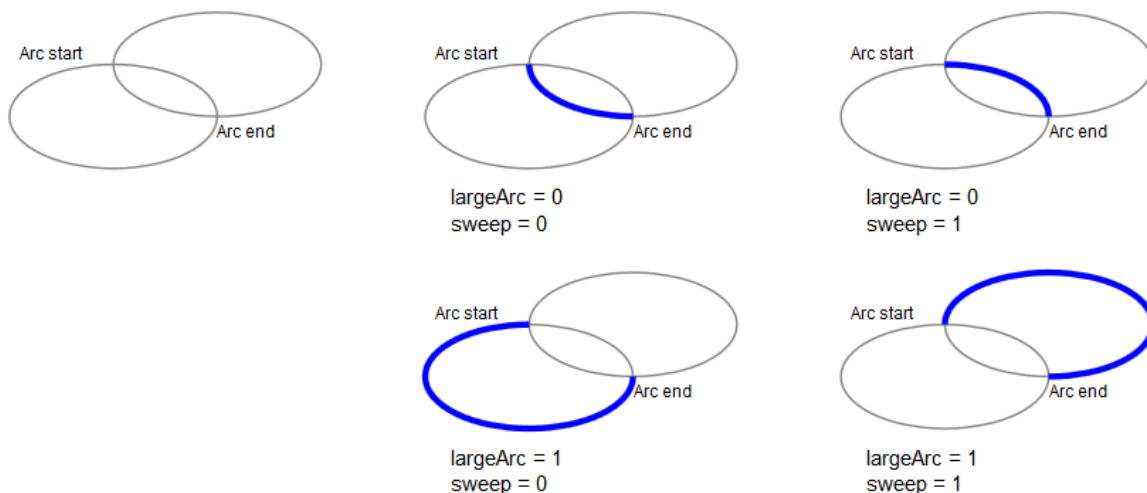 Arc start
Arc end
Arc start
Arc end
largeArc = 0
sweep = 0
Arc start
Arc end
largeArc = 0
sweep = 1
Arc start
Arc end
largeArc = 1
sweep = 0
Arc start
Arc end
largeArc = 1
sweep = 1